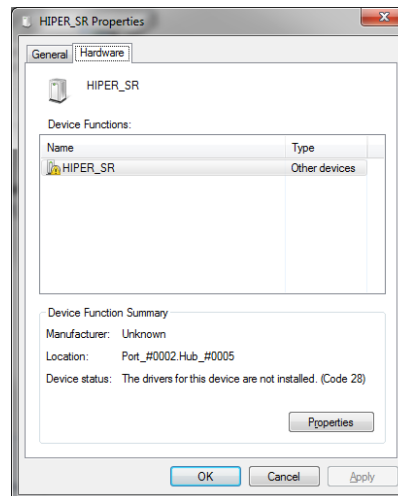 HIPER_SR Properties
General Hardware
HIPER_SR
Device Functions:
Name Type
HIPER_SR Other devices
Device Function Summary
Manufacturer: Unknown
Location: Port_#0002.Hub_#0005
Device status: The drivers for this device are not installed. (Code 28)
Properties
OK Cancel Apply